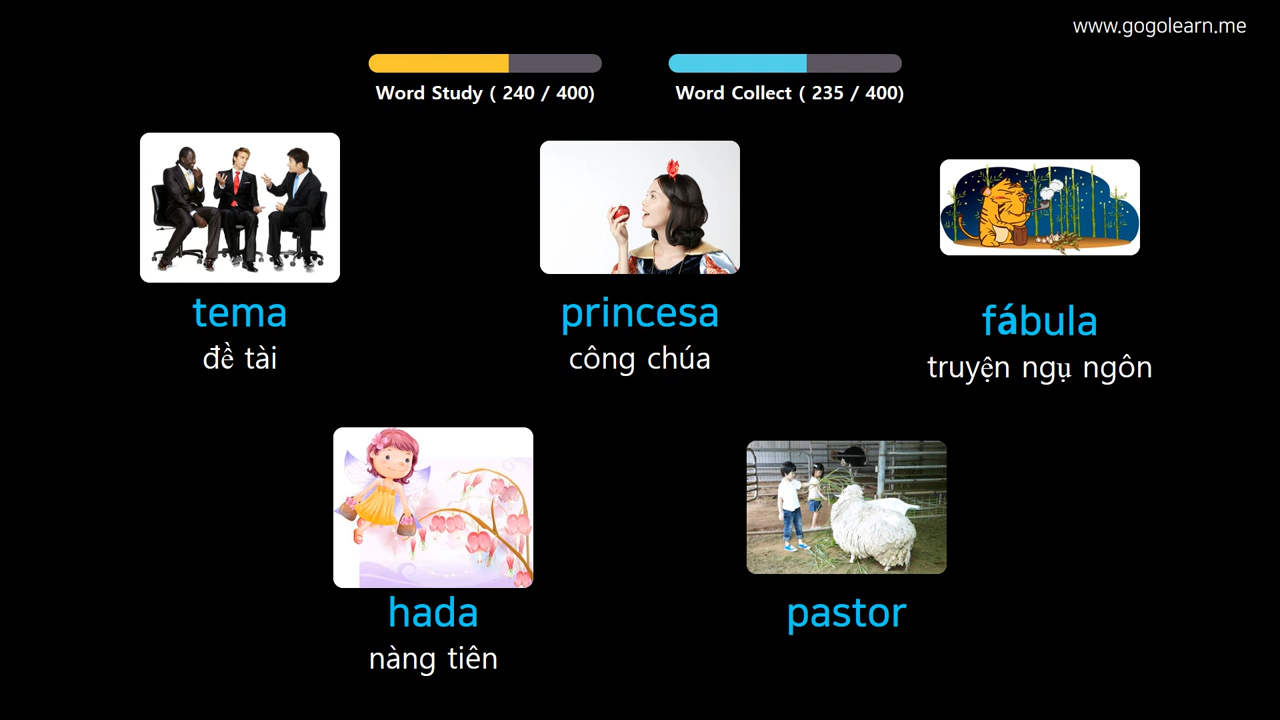 www.gogolearn.me
Word Study ( 240 / 400)
Word Collect ( 235 / 400)
tema
đề tài
princesa
công chúa
fábula
truyện ngụ ngôn
hada
nàng tiên
pastor